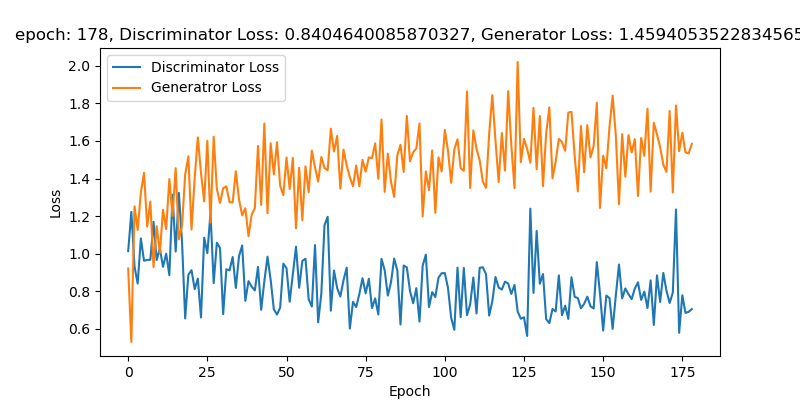 epoch: 178, Discriminator Loss: 0.8404640085870327, Generator Loss: 1.4594053522834565
Discriminator Loss
Generatror Loss
2.0
1.8
1.6
1.4
1.2
1.0
0.8
0.6
Loss
0 25 50 75 100 125 150 175
Epoch